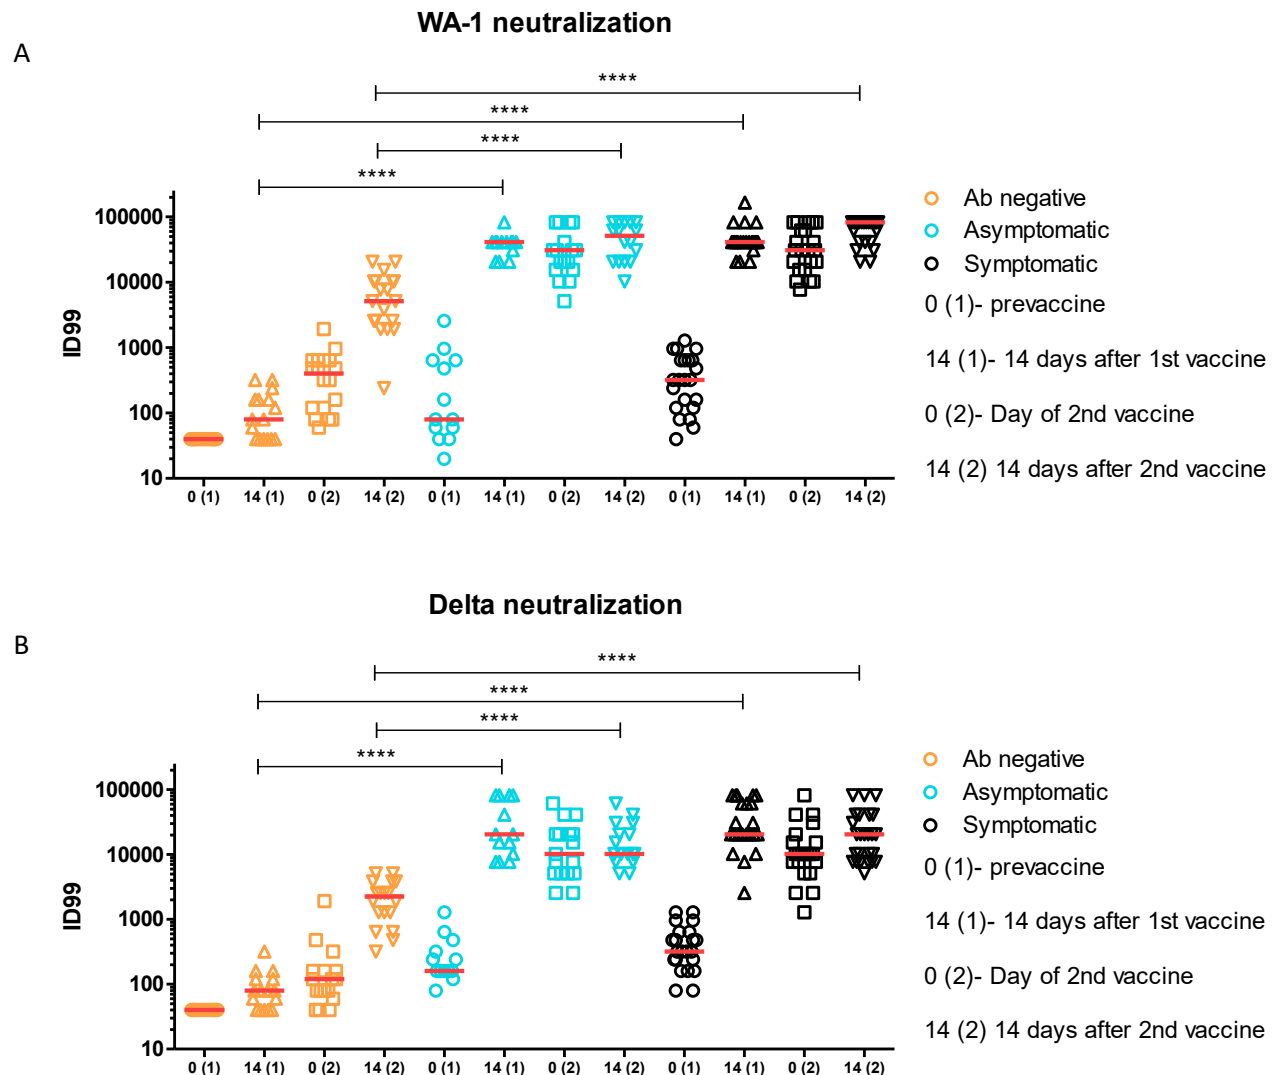 WA-1 neutralization
A
****
****
****
****
100000
10000
1000
100
10
ID99
0 (1) 14 (1) 0 (2) 14 (2) 0 (1) 14 (1) 0 (2) 14 (2) 0 (1) 14 (1) 0 (2) 14 (2)
Ab negative
Asymptomatic
Symptomatic
0 (1)- prevaccine
14 (1)- 14 days after 1st vaccine
0 (2)- Day of 2nd vaccine
14 (2) 14 days after 2nd vaccine
Delta neutralization
B
****
****
****
****
100000
10000
1000
100
10
ID99
0 (1) 14 (1) 0 (2) 14 (2) 0 (1) 14 (1) 0 (2) 14 (2) 0 (1) 14 (1) 0 (2) 14 (2)
Ab negative
Asymptomatic
Symptomatic
0 (1)- prevaccine
14 (1)- 14 days after 1st vaccine
0 (2)- Day of 2nd vaccine
14 (2) 14 days after 2nd vaccine